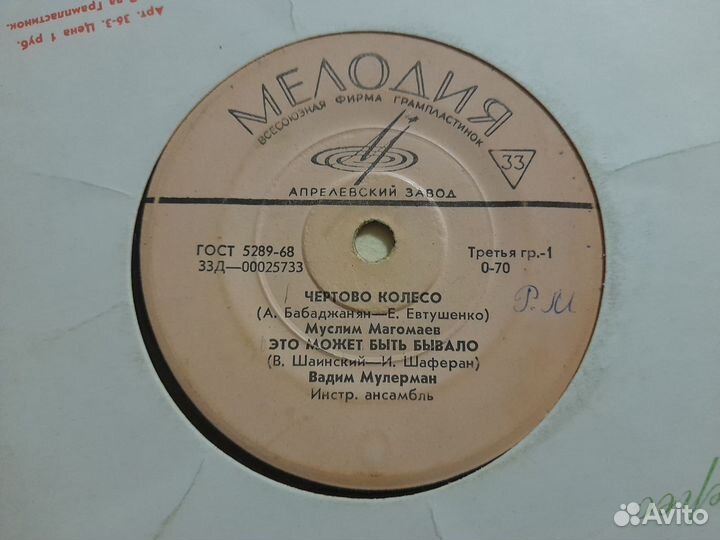 Арт. 36-3. Цена 1 руб.
за Грампластинок.
МЕЛОДИЯ
ВСЕСОЮЗНАЯ ФИРМА ГРАМПЛАСТИНОК
33
АПРЕЛЕВСКИЙ ЗАВОД
ГОСТ 5289-68
33Д—00025733
Третья гр.-1
0-70
ЧЕРТОВО КОЛЕСО
(А. Бабаджанян—Е. Евтушенко)
Муслим Магомаев
ЭТО МОЖЕТ БЫТЬ БЫВАЛО
(В. Шаинский—И. Шаферан)
Вадим Мулерман
Инстр. ансамбль
Р.М
Avito